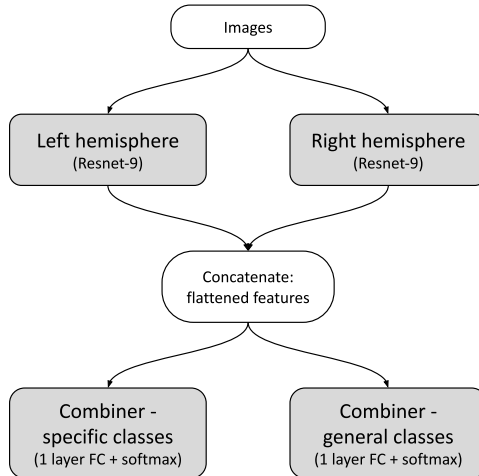 Images
Left hemisphere
(Resnet-9)
Right hemisphere
(Resnet-9)
Concatenate:
flattened features
Combiner -
specific classes
(1 layer FC + softmax)
Combiner -
general classes
(1 layer FC + softmax)